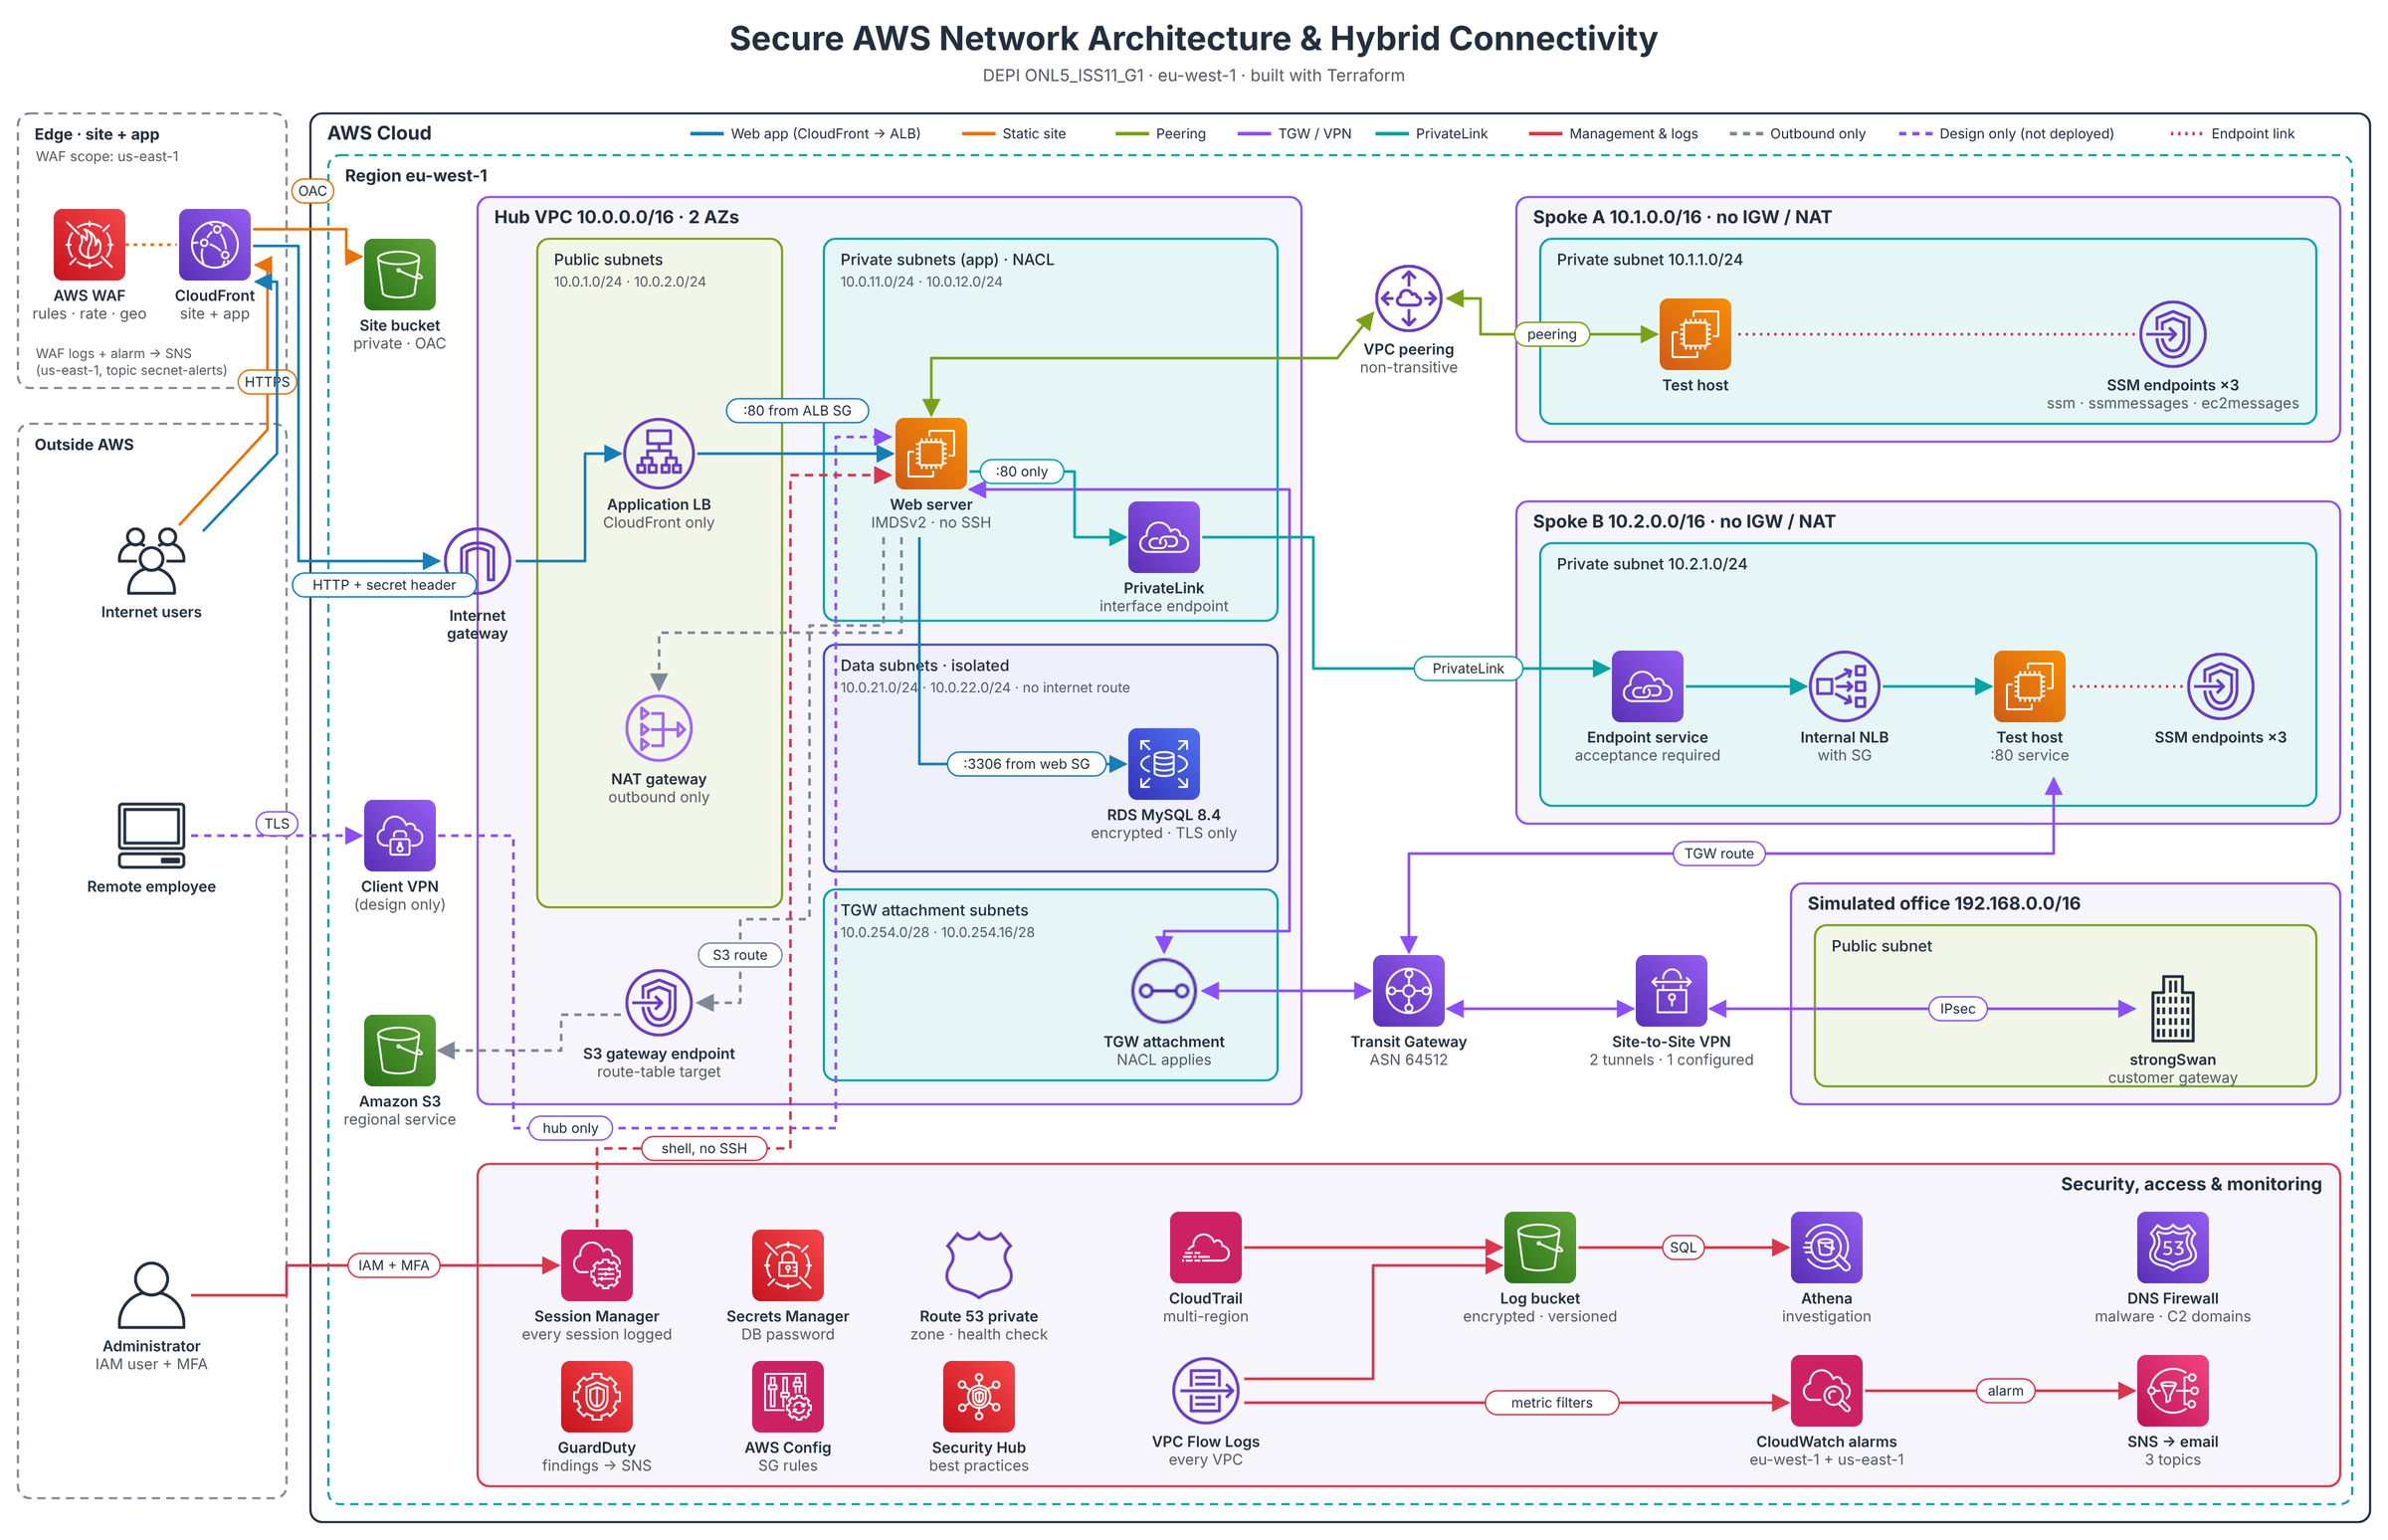 Secure AWS Network Architecture & Hybrid Connectivity
DEPI ONL5_ISS11_G1 · eu-west-1 · built with Terraform
Edge · site + app
WAF scope: us-east-1
AWS WAF
rules · rate · geo
CloudFront
site + app
WAF logs + alarm → SNS
(us-east-1, topic secnet-alerts)
HTTPS
Outside AWS
Internet users
Remote employee
TLS
Administrator
IAM user + MFA
AWS Cloud
Web app (CloudFront → ALB)
Static site
Peering
TGW / VPN
PrivateLink
Management & logs
Outbound only
Design only (not deployed)
Endpoint link
Region eu-west-1
OAC
Site bucket
private · OAC
HTTP + secret header
Internet
gateway
Client VPN
(design only)
Amazon S3
regional service
Hub VPC 10.0.0.0/16 · 2 AZs
Public subnets
10.0.1.0/24 · 10.0.2.0/24
Application LB
CloudFront only
NAT gateway
outbound only
S3 route
S3 gateway endpoint
route-table target
:80 from ALB SG
Private subnets (app) · NACL
10.0.11.0/24 · 10.0.12.0/24
Web server
IMDSv2 · no SSH
:80 only
PrivateLink
interface endpoint
Data subnets · isolated
10.0.21.0/24 · 10.0.22.0/24 · no internet route
:3306 from web SG
RDS MySQL 8.4
encrypted · TLS only
TGW attachment subnets
10.0.254.0/28 · 10.0.254.16/28
TGW attachment
NACL applies
hub only
shell, no SSH
VPC peering
non-transitive
peering
Spoke A 10.1.0.0/16 · no IGW / NAT
Private subnet 10.1.1.0/24
Test host
SSM endpoints ×3
ssm · ssmmessages · ec2messages
Spoke B 10.2.0.0/16 · no IGW / NAT
Private subnet 10.2.1.0/24
PrivateLink
Endpoint service
acceptance required
Internal NLB
with SG
Test host
:80 service
SSM endpoints ×3
TGW route
Transit Gateway
ASN 64512
Site-to-Site VPN
2 tunnels · 1 configured
Simulated office 192.168.0.0/16
Public subnet
IPsec
strongSwan
customer gateway
Security, access & monitoring
IAM + MFA
Session Manager
every session logged
Secrets Manager
DB password
Route 53 private
zone · health check
CloudTrail
multi-region
Log bucket
encrypted · versioned
SQL
Athena
investigation
53
DNS Firewall
malware · C2 domains
GuardDuty
findings → SNS
AWS Config
SG rules
Security Hub
best practices
VPC Flow Logs
every VPC
metric filters
CloudWatch alarms
eu-west-1 + us-east-1
alarm
SNS → email
3 topics